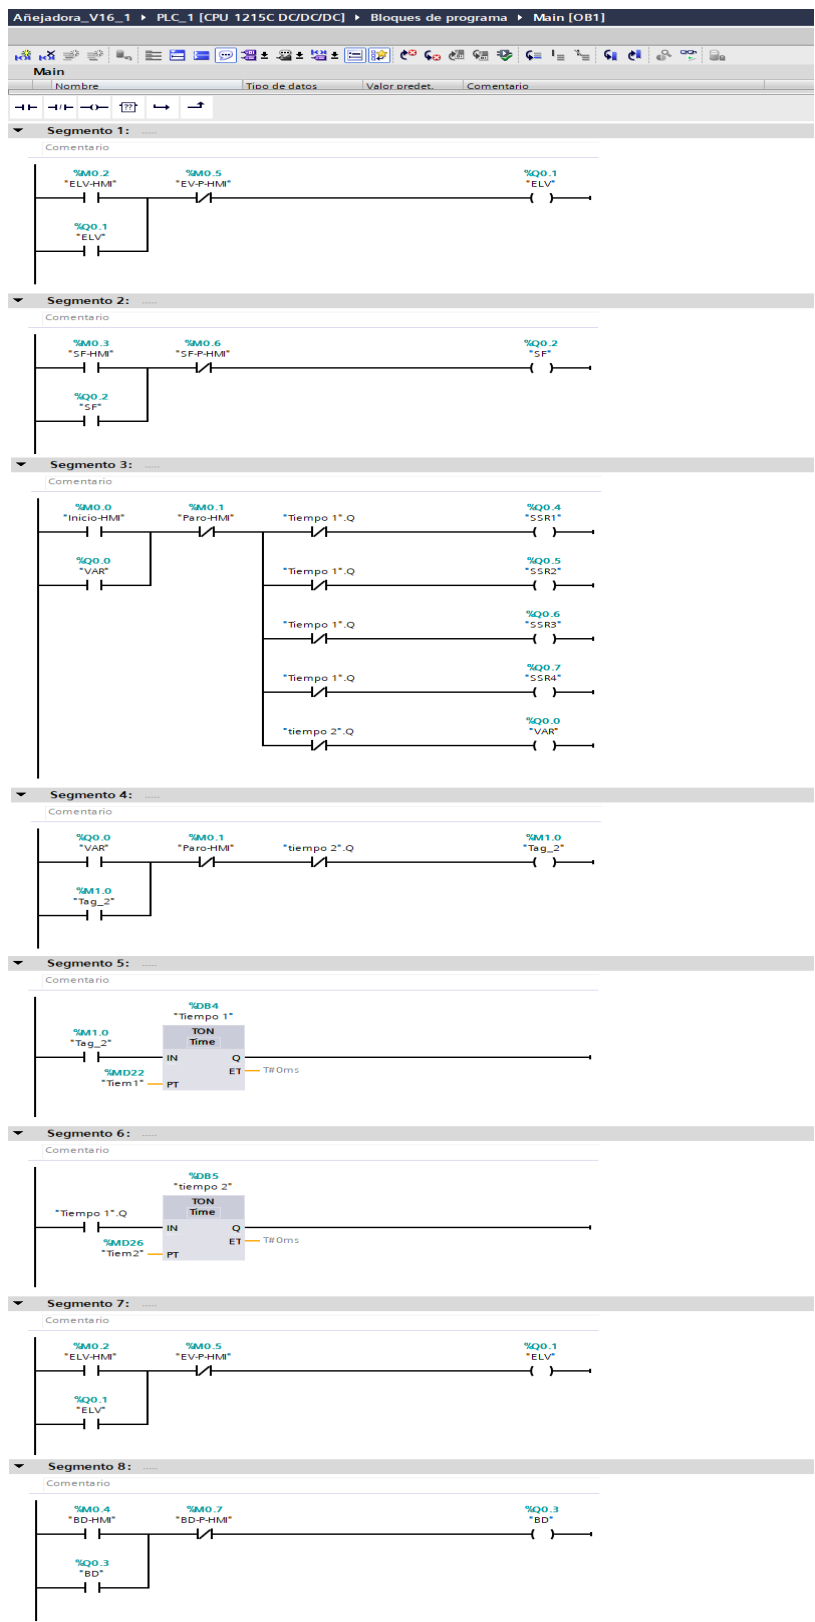 Añejadora_V16_1 ▸ PLC_1 [CPU 1215C DC/DC/DC] ▸ Bloques de programa ▸ Main [OB1]
Main
Nombre Tipo de datos Valor predet. Comentario
??
Segmento 1: .....
Comentario
%M0.2 %M0.5 %Q0.1
"ELV-HMI" "EV-P-HMI" "ELV"
%Q0.1
"ELV"
Segmento 2: .....
Comentario
%M0.3 %M0.6 %Q0.2
"SF-HMI" "SF-P-HMI" "SF"
%Q0.2
"SF"
Segmento 3: .....
Comentario
%M0.0 %M0.1 %Q0.4
"Inicio-HMI" "Paro-HMI" "Tiempo 1".Q "SSR1"
%Q0.0 %Q0.5
"VAR" "Tiempo 1".Q "SSR2"
%Q0.6
"Tiempo 1".Q "SSR3"
%Q0.7
"Tiempo 1".Q "SSR4"
%Q0.0
"tiempo 2".Q "VAR"
Segmento 4: .....
Comentario
%Q0.0 %M0.1 %M1.0
"VAR" "Paro-HMI" "tiempo 2".Q "Tag_2"
%M1.0
"Tag_2"
Segmento 5: .....
Comentario
%DB4
"Tiempo 1"
%M1.0 TON
"Tag_2" Time
IN Q
%MD22 ET T#0ms
"Tiem1" PT
Segmento 6: .....
Comentario
%DB5
"tiempo 2"
TON
"Tiempo 1".Q Time
IN Q
%MD26 ET T#0ms
"Tiem2" PT
Segmento 7: .....
Comentario
%M0.2 %M0.5 %Q0.1
"ELV-HMI" "EV-P-HMI" "ELV"
%Q0.1
"ELV"
Segmento 8: .....
Comentario
%M0.4 %M0.7 %Q0.3
"BD-HMI" "BD-P-HMI" "BD"
%Q0.3
"BD"